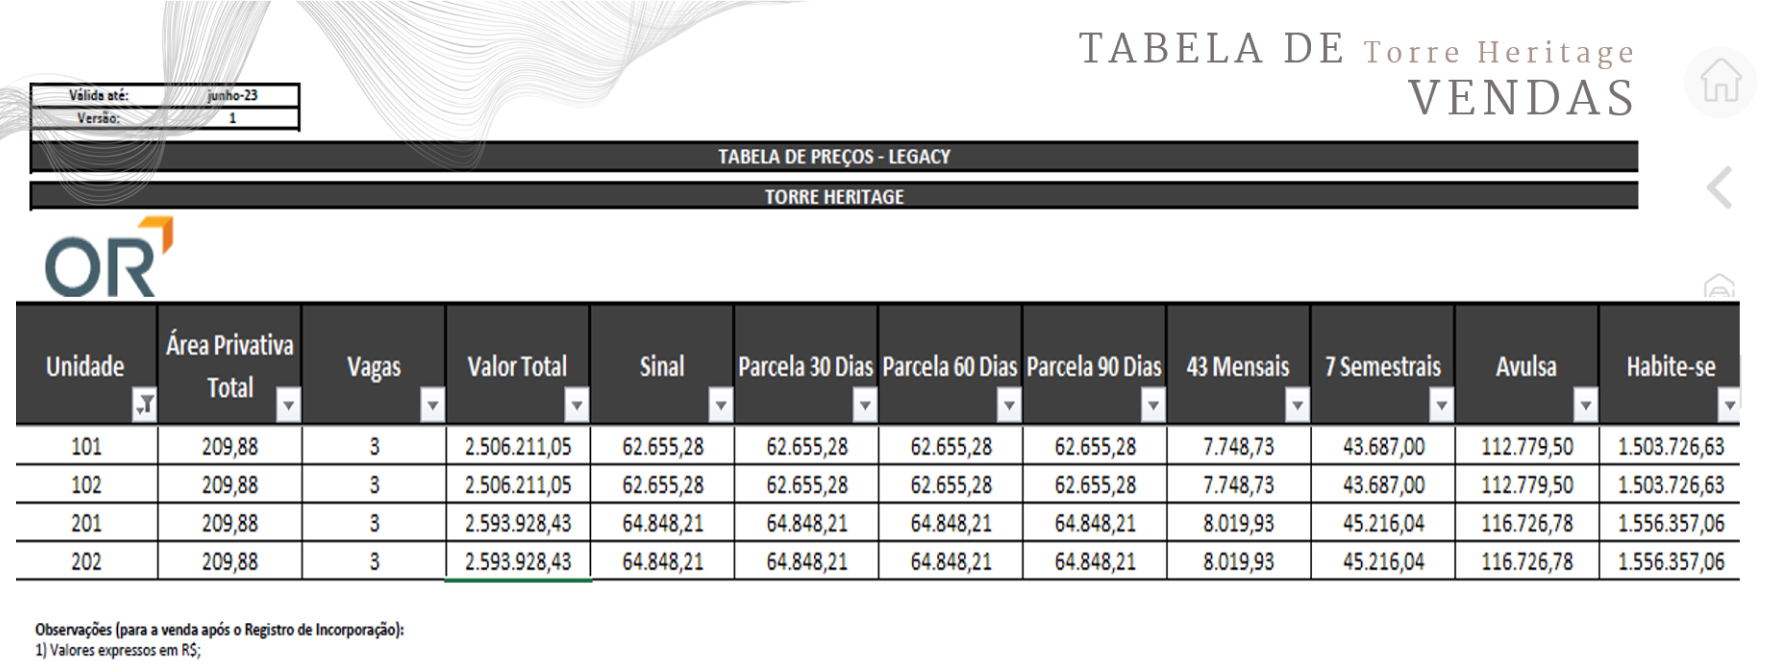 TABELA DE Torre Heritage
VENDAS
Válida até: junho-23
Versão: 1
TABELA DE PREÇOS - LEGACY
TORRE HERITAGE
OR
Unidade Área Privativa Total Vagas Valor Total Sinal Parcela 30 Dias Parcela 60 Dias Parcela 90 Dias 43 Mensais 7 Semestrais Avulsa Habite-se
101 209,88 3 2.506.211,05 62.655,28 62.655,28 62.655,28 62.655,28 7.748,73 43.687,00 112.779,50 1.503.726,63
102 209,88 3 2.506.211,05 62.655,28 62.655,28 62.655,28 62.655,28 7.748,73 43.687,00 112.779,50 1.503.726,63
201 209,88 3 2.593.928,43 64.848,21 64.848,21 64.848,21 64.848,21 8.019,93 45.216,04 116.726,78 1.556.357,06
202 209,88 3 2.593.928,43 64.848,21 64.848,21 64.848,21 64.848,21 8.019,93 45.216,04 116.726,78 1.556.357,06
Observações (para a venda após o Registro de Incorporação):
1) Valores expressos em R$;